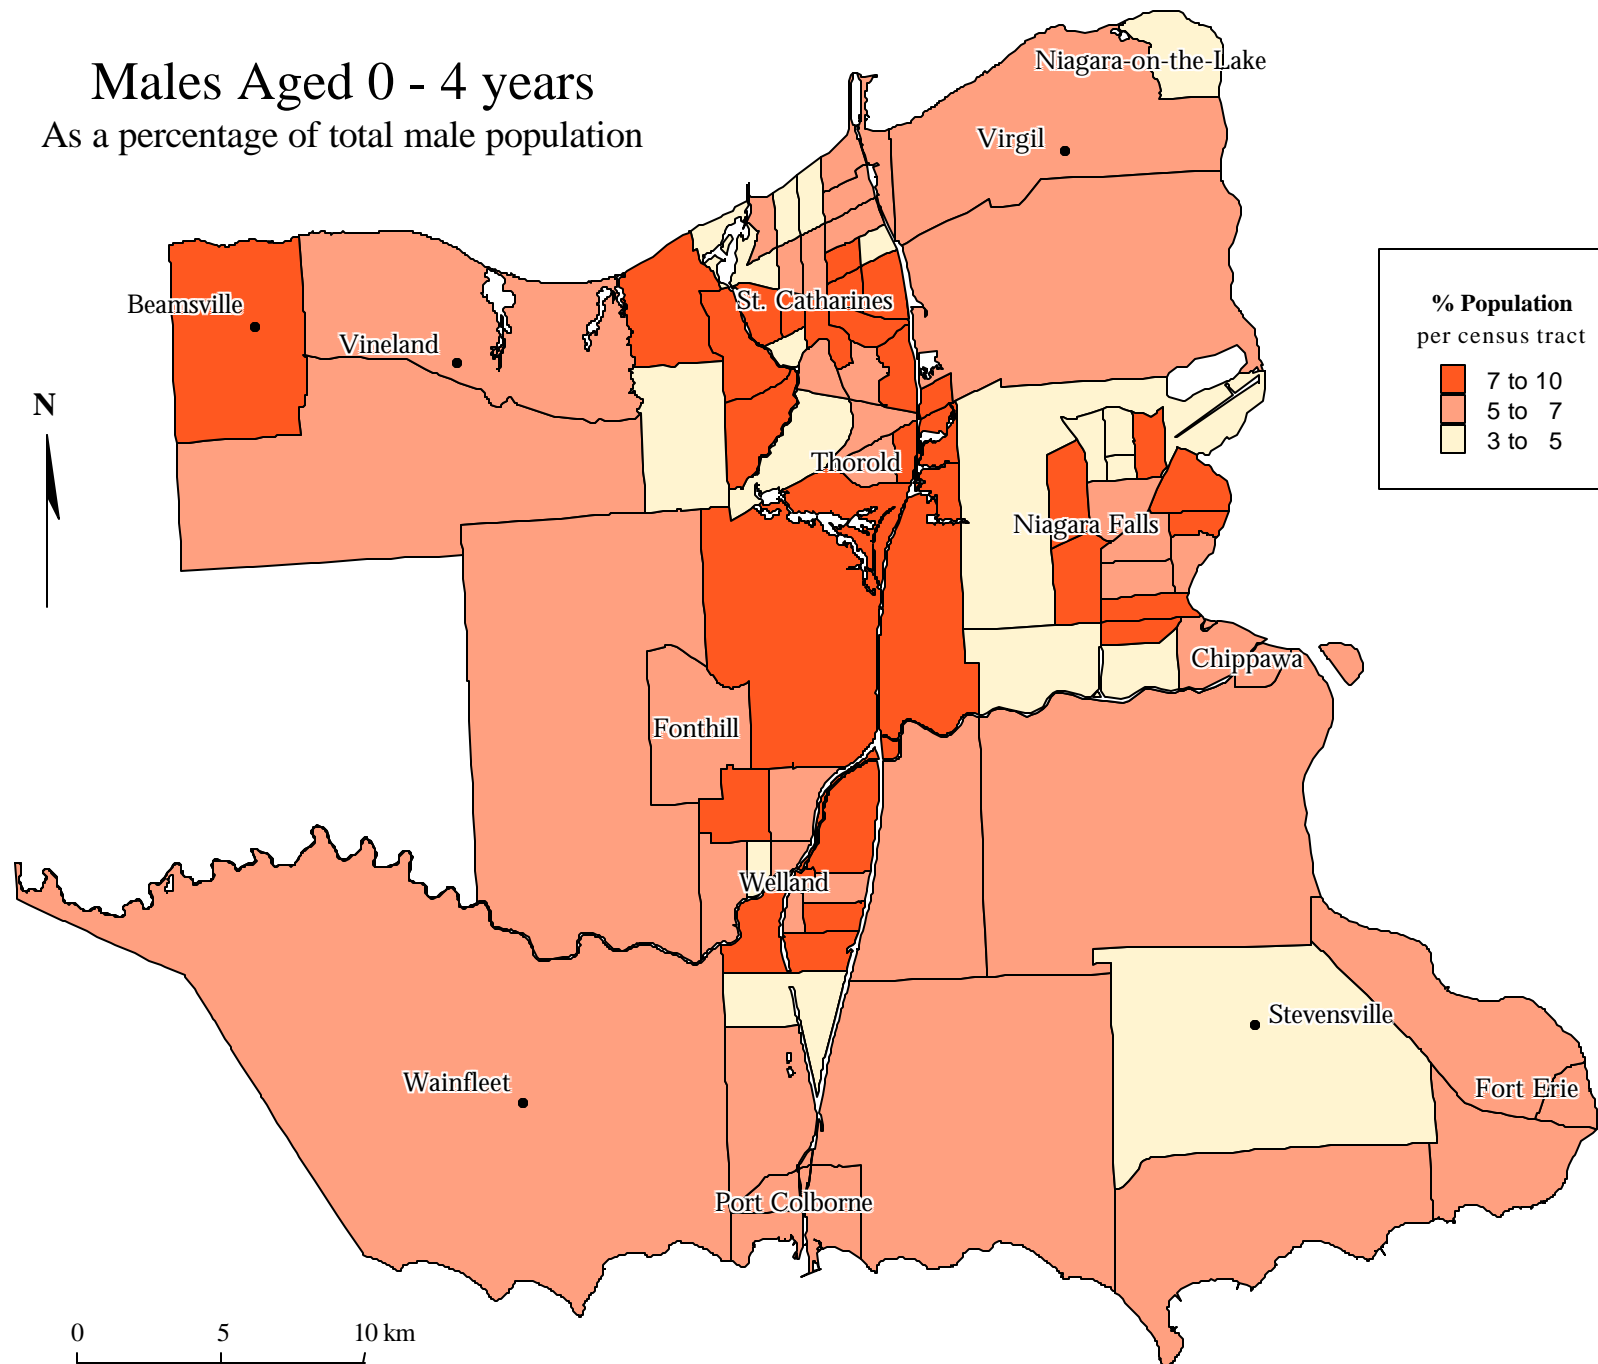 Males Aged 0 - 4 years
As a percentage of total male population
Niagara-on-the-Lake
Virgil
Beamsville
Vineland
St. Catharines
% Population
per census tract
7 to 10
5 to 7
3 to 5
N
Thorold
Niagara Falls
Chippawa
Fonthill
Welland
Stevensville
Wainfleet
Fort Erie
Port Colborne
0 5 10 km